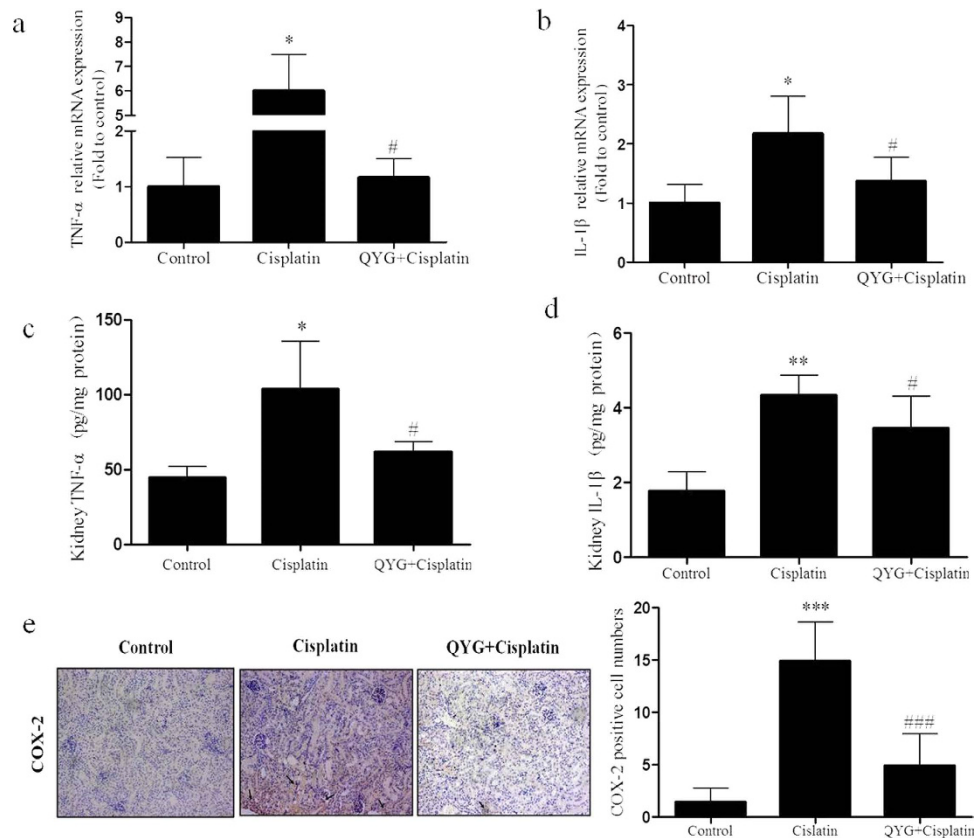 a
TNF-α relative mRNA expression
(Fold to control)
9
8
7
6
5
2
1
0
*
#
Control
Cisplatin
QYG+Cisplatin
b
IL-1β relative mRNA expression
(Fold to control)
4
3
2
1
0
*
#
Control
Cisplatin
QYG+Cisplatin
c
Kidney TNF-α (pg/mg protein)
150
100
50
0
*
#
Control
Cisplatin
QYG+Cisplatin
d
Kidney IL-1β (pg/mg protein)
6
4
2
0
**
#
Control
Cisplatin
QYG+Cisplatin
e
Control
Cisplatin
QYG+Cisplatin
COX-2
COX-2 positive cell numbers
20
15
10
5
0
***
###
Control
Cislatin
QYG+Cisplatin